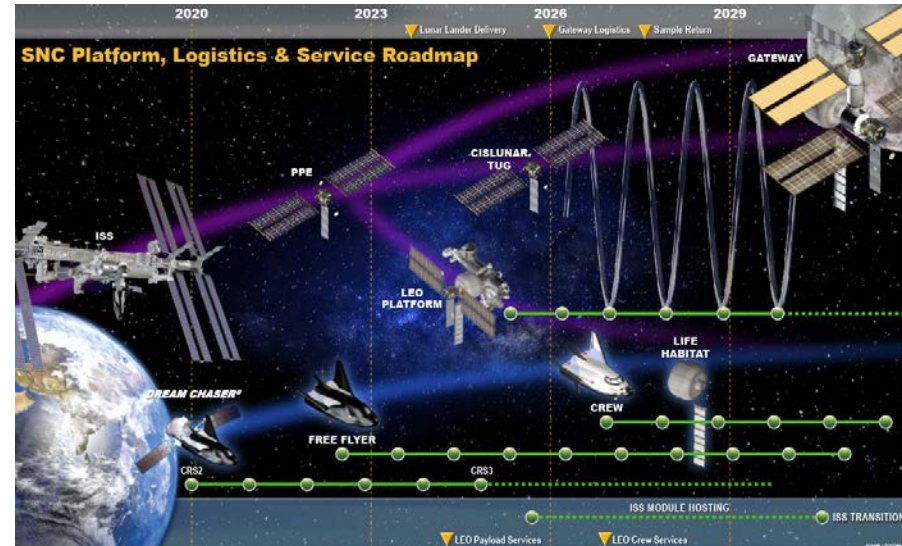 2020 2023 2026 2029
Lunar Lander Delivery Gateway Logistics Sample Return
SNC Platform, Logistics & Service Roadmap
GATEWAY
CISLUNAR
TUG
PPE
ISS
LEO
PLATFORM
LIFE
HABITAT
DREAM CHASER®
CREW
FREE FLYER
CRS2 CRS3
ISS MODULE HOSTING
ISS TRANSITION
LEO Payload Services LEO Crew Services